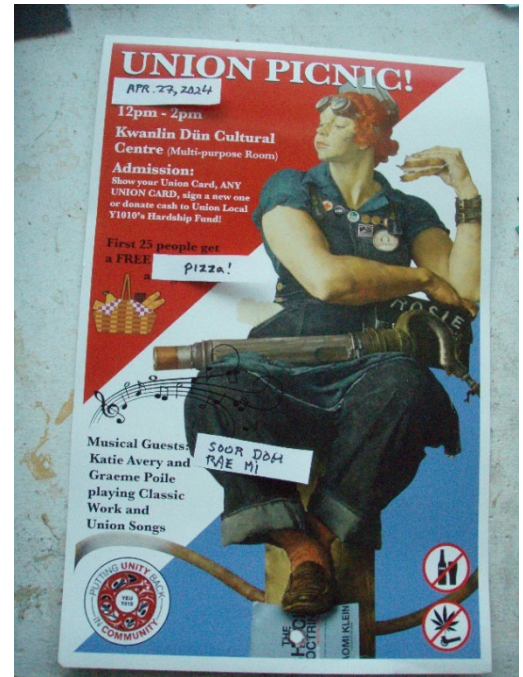 UNION PICNIC!
APR. 27, 2024
12pm - 2pm
Kwanlin Dün Cultural
Centre (Multi-purpose Room)
Admission:
Show your Union Card, ANY
UNION CARD, sign a new one
or donate cash to Union Local
Y1010's Hardship Fund!
First 25 people get
a FREE
pizza!
ROSIE
Musical Guests:
Katie Avery and
Graeme Poile
playing Classic
Work and
Union Songs
SOOR DOH
RAE MI
PUTTING UNITY BACK
YEU
IN COMMUNITY
THE
OCTRI
AOMI KLEIN